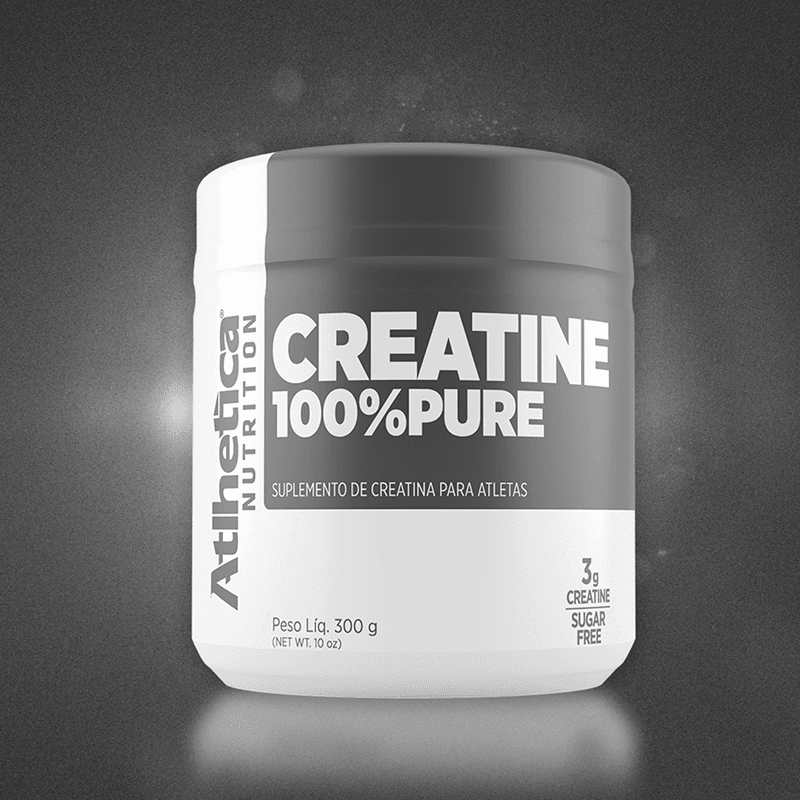 Atlhetica®
NUTRITION
CREATINE
100%PURE
SUPLEMENTO DE CREATINA PARA ATLETAS
Peso Líq. 300 g
(NET WT. 10 oz)
3g
CREATINE
SUGAR
FREE